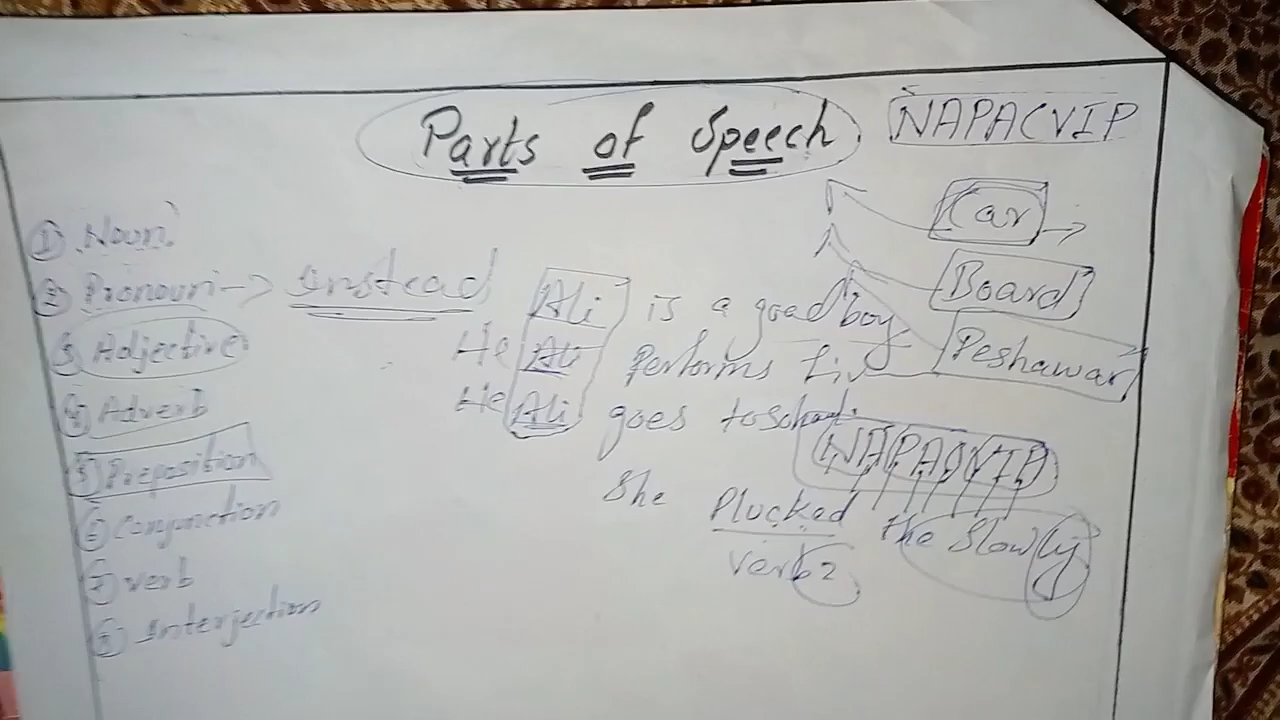 Parts of Speech
NAPACVIP
Car
① Noun
② Pronoun -> instead
Board
Ali is a good boy
③ Adjective
He Ali Performs
Peshawar
④ Adverb
He Ali goes to school.
NAPACVIP
⑤ Preposition
She Plucked the Slowly
⑥ Conjunction
verb 2
⑦ verb
⑧ Interjection